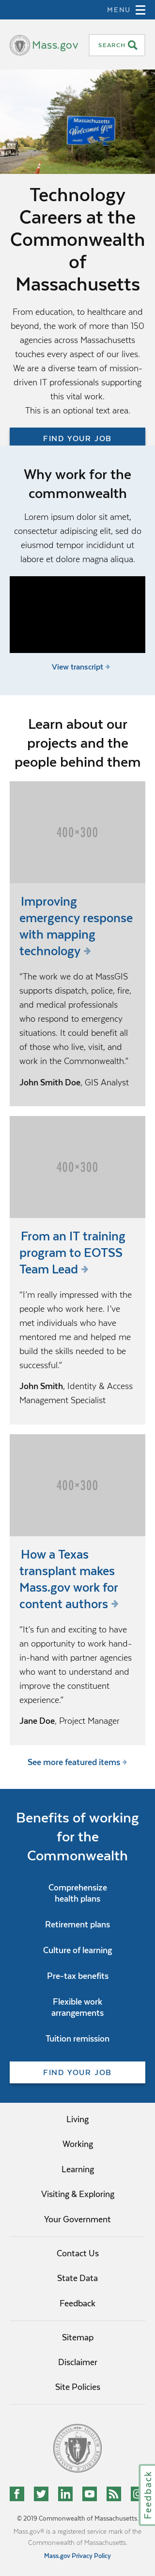 MENU
Mass.gov
SEARCH
Massachusetts
Welcomes You
Technology
Careers at the
Commonwealth
of
Massachusetts
From education, to healthcare and
beyond, the work of more than 150
agencies across Massachusetts
touches every aspect of our lives.
We are a diverse team of mission-
driven IT professionals supporting
this vital work.
This is an optional text area.
FIND YOUR JOB
Why work for the
commonwealth
Lorem ipsum dolor sit amet,
consectetur adipiscing elit, sed do
eiusmod tempor incididunt ut
labore et dolore magna aliqua.
View transcript
Learn about our
projects and the
people behind them
400×300
Improving
emergency response
with mapping
technology
“The work we do at MassGIS
supports dispatch, police, fire,
and medical professionals
who respond to emergency
situations. It could benefit all
of those who live, visit, and
work in the Commonwealth.”
John Smith Doe, GIS Analyst
400×300
From an IT training
program to EOTSS
Team Lead
“I’m really impressed with the
people who work here. I’ve
met individuals who have
mentored me and helped me
build the skills needed to be
successful.”
John Smith, Identity & Access
Management Specialist
400×300
How a Texas
transplant makes
Mass.gov work for
content authors
“It’s fun and exciting to have
an opportunity to work hand-
in-hand with partner agencies
who want to understand and
improve the constituent
experience.”
Jane Doe, Project Manager
See more featured items
Benefits of working
for the
Commonwealth
Comprehensize
health plans
Retirement plans
Culture of learning
Pre-tax benefits
Flexible work
arrangements
Tuition remission
FIND YOUR JOB
Living
Working
Learning
Visiting & Exploring
Your Government
Contact Us
State Data
Feedback
Sitemap
Disclaimer
Site Policies
Feedback
© 2019 Commonwealth of Massachusetts.
Mass.gov® is a registered service mark of the
Commonwealth of Massachusetts.
Mass.gov Privacy Policy